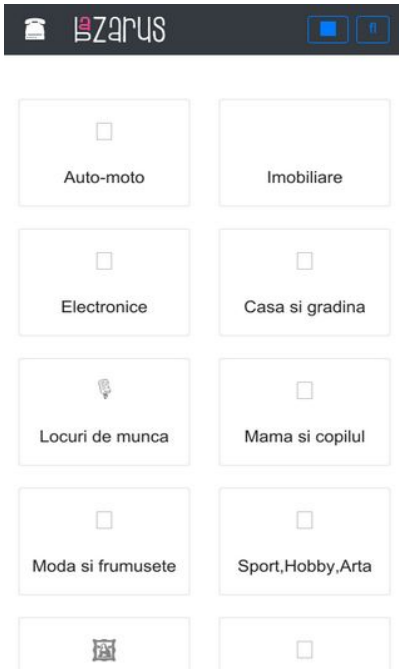 bazarus
Auto-moto
Imobiliare
Electronice
Casa si gradina
Locuri de munca
Mama si copilul
Moda si frumusete
Sport,Hobby,Arta